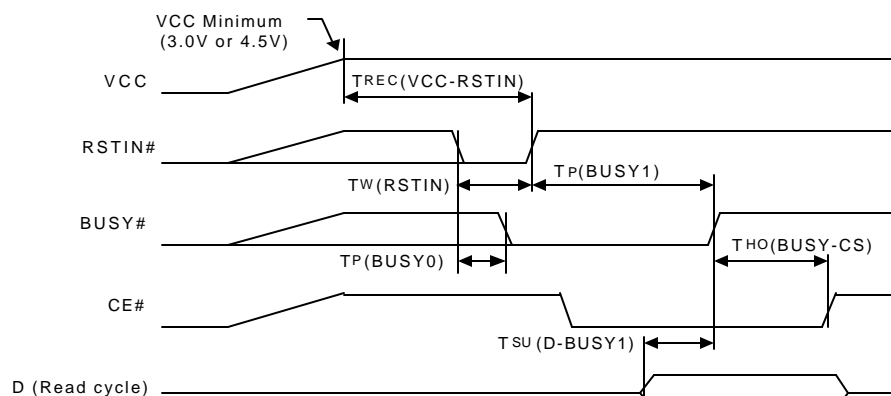 VCC Minimum
(3.0V or 4.5V)
VCC
TREC(VCC-RSTIN)
RSTIN#
TW(RSTIN)
TP(BUSY1)
BUSY#
THO(BUSY-CS)
TP(BUSY0)
CE#
TSU(D-BUSY1)
D (Read cycle)